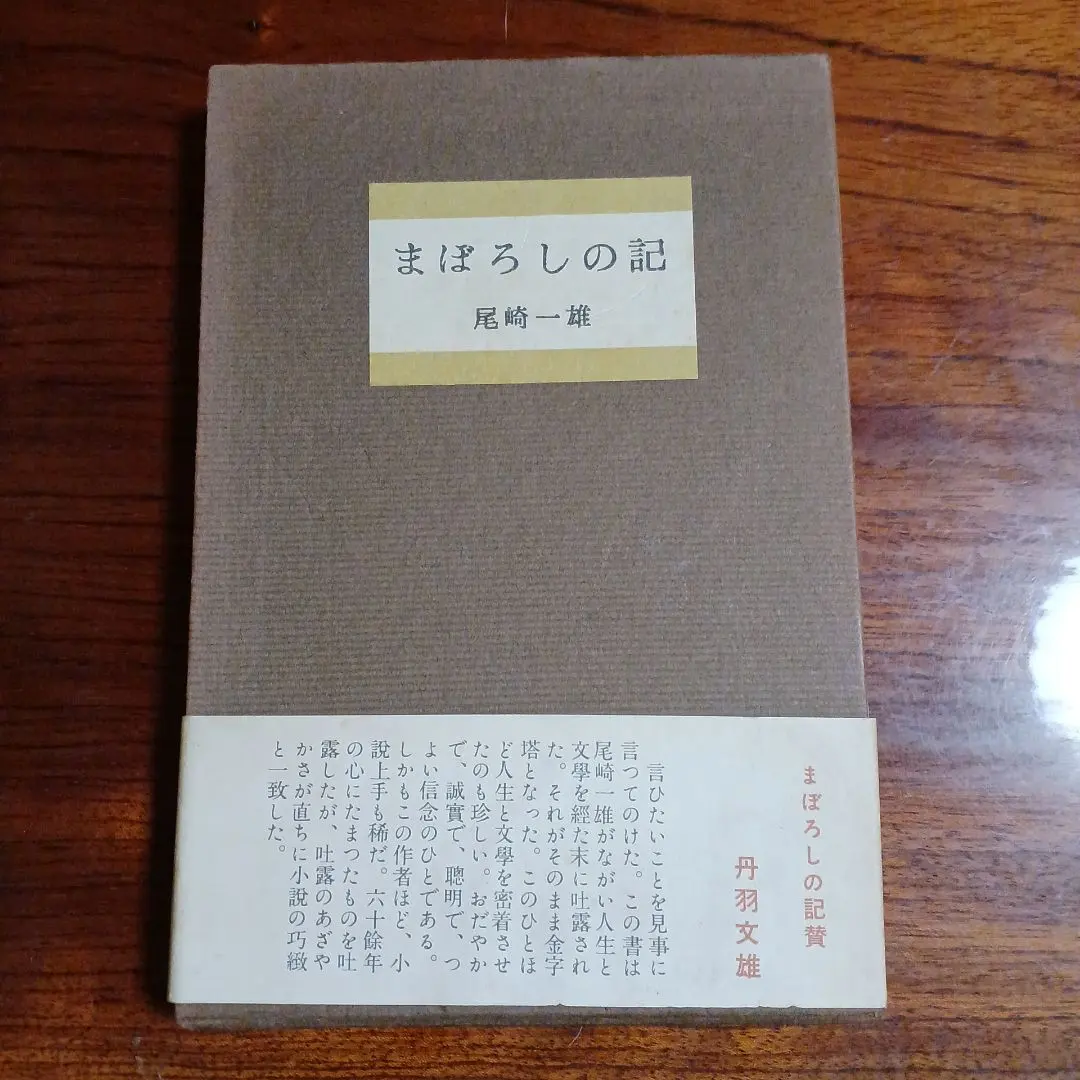 まぼろしの記
尾崎一雄
まぼろしの記賛
丹羽文雄
言ひたいことを見事に
言つてのけた。この書は
尾崎一雄がながい人生と
文學を經た末に吐露され
た。それがそのまま金字
塔となった。このひとほ
ど人生と文學を密着させ
たのも珍しい。おだやか
で、誠實で、聰明で、つ
よい信念のひとである。
しかもこの作者ほど、小
說上手も稀だ。六十餘年
の心にたまつたものを吐
露したが、吐露のあざや
かさが直ちに小說の巧緻
と一致した。